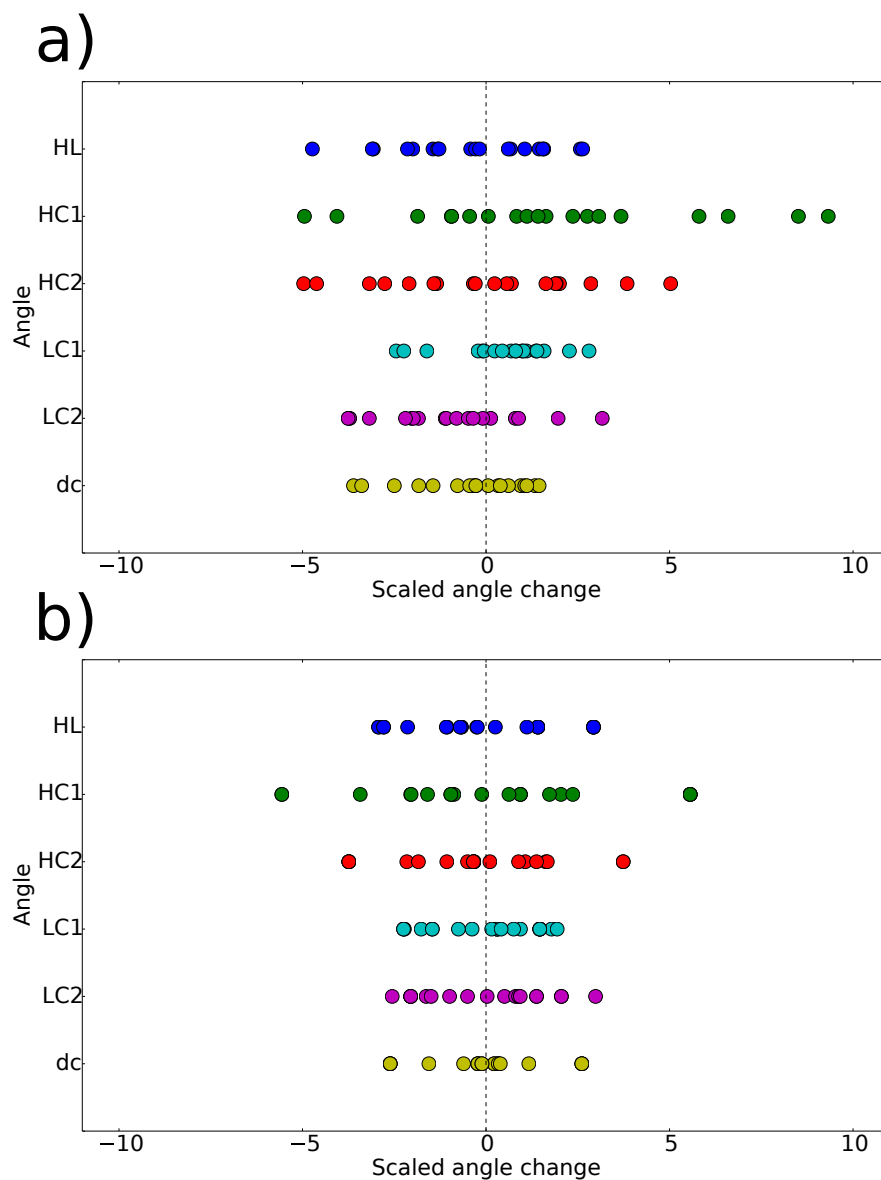 a)
HL
HC1
HC2
Angle
LC1
LC2
dc
−10 −5 0 5 10
Scaled angle change
b)
HL
HC1
HC2
Angle
LC1
LC2
dc
−10 −5 0 5 10
Scaled angle change